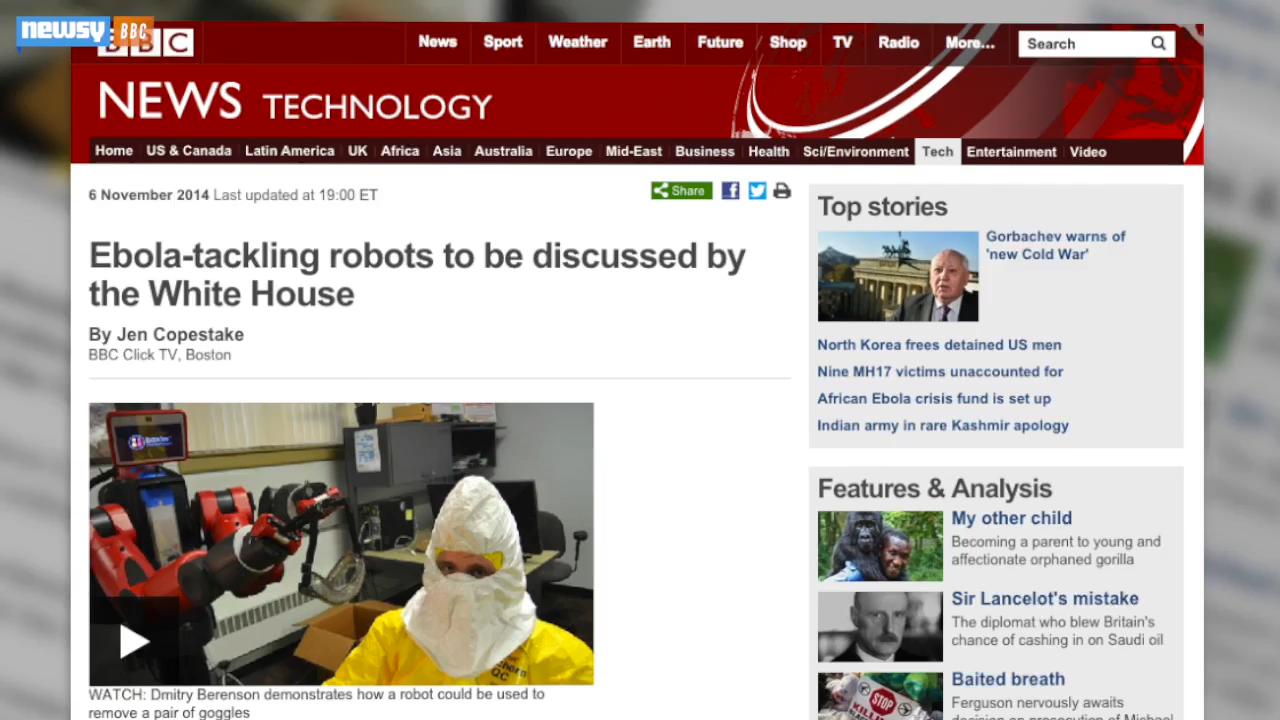 newsy BBC
BBC
News Sport Weather Earth Future Shop TV Radio More... Search
NEWS TECHNOLOGY
Home US & Canada Latin America UK Africa Asia Australia Europe Mid-East Business Health Sci/Environment Tech Entertainment Video
6 November 2014 Last updated at 19:00 ET
Share
Ebola-tackling robots to be discussed by
the White House
By Jen Copestake
BBC Click TV, Boston
WATCH: Dmitry Berenson demonstrates how a robot could be used to
remove a pair of goggles
Top stories
Gorbachev warns of
'new Cold War'
North Korea frees detained US men
Nine MH17 victims unaccounted for
African Ebola crisis fund is set up
Indian army in rare Kashmir apology
Features & Analysis
My other child
Becoming a parent to young and
affectionate orphaned gorilla
Sir Lancelot's mistake
The diplomat who blew Britain's
chance of cashing in on Saudi oil
STOP
Baited breath
Ferguson nervously awaits
decision on prosecution of Michael